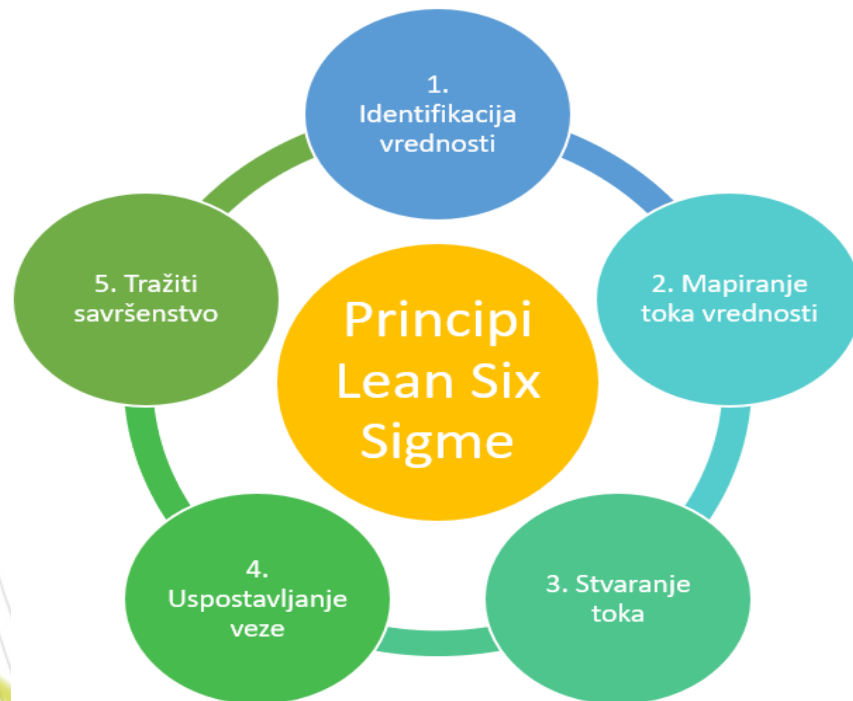 1.
Identifikacija
vrednosti
2. Mapiranje
toka vrednosti
3. Stvaranje
toka
4.
Uspostavljanje
veze
5. Tražiti
savršenstvo
Principi
Lean Six
Sigme